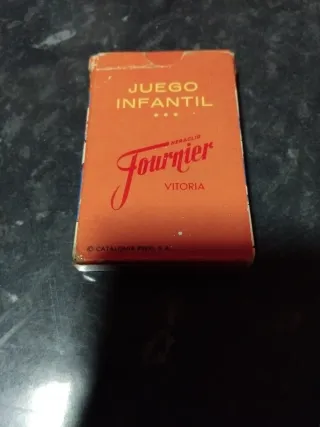 JUEGO
INFANTIL
HERACLIO
Fournier
VITORIA